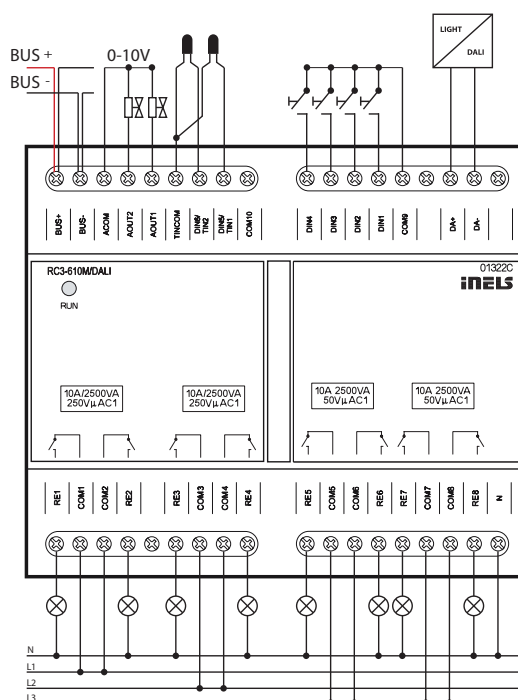 LIGHT
DALI
BUS +
0-10V
BUS -
BUS+
BUS-
ACOM
AOUT2
AOUT1
TINCOM
DIN6/
TIN2
DIN5/
TIN1
COM10
DIN4
DIN3
DIN2
DIN1
COM9
DA+
DA-
RC3-610M/DALI
RUN
01322C
iNELS
10A/2500VA
250VµAC1
10A/2500VA
250VµAC1
10A 2500VA
50VµAC1
10A 2500VA
50VµAC1
RE1
COM1
COM2
RE2
RE3
COM3
COM4
RE4
RE5
COM5
COM6
RE6
RE7
COM7
COM8
RE8
N
N
L1
L2
L3